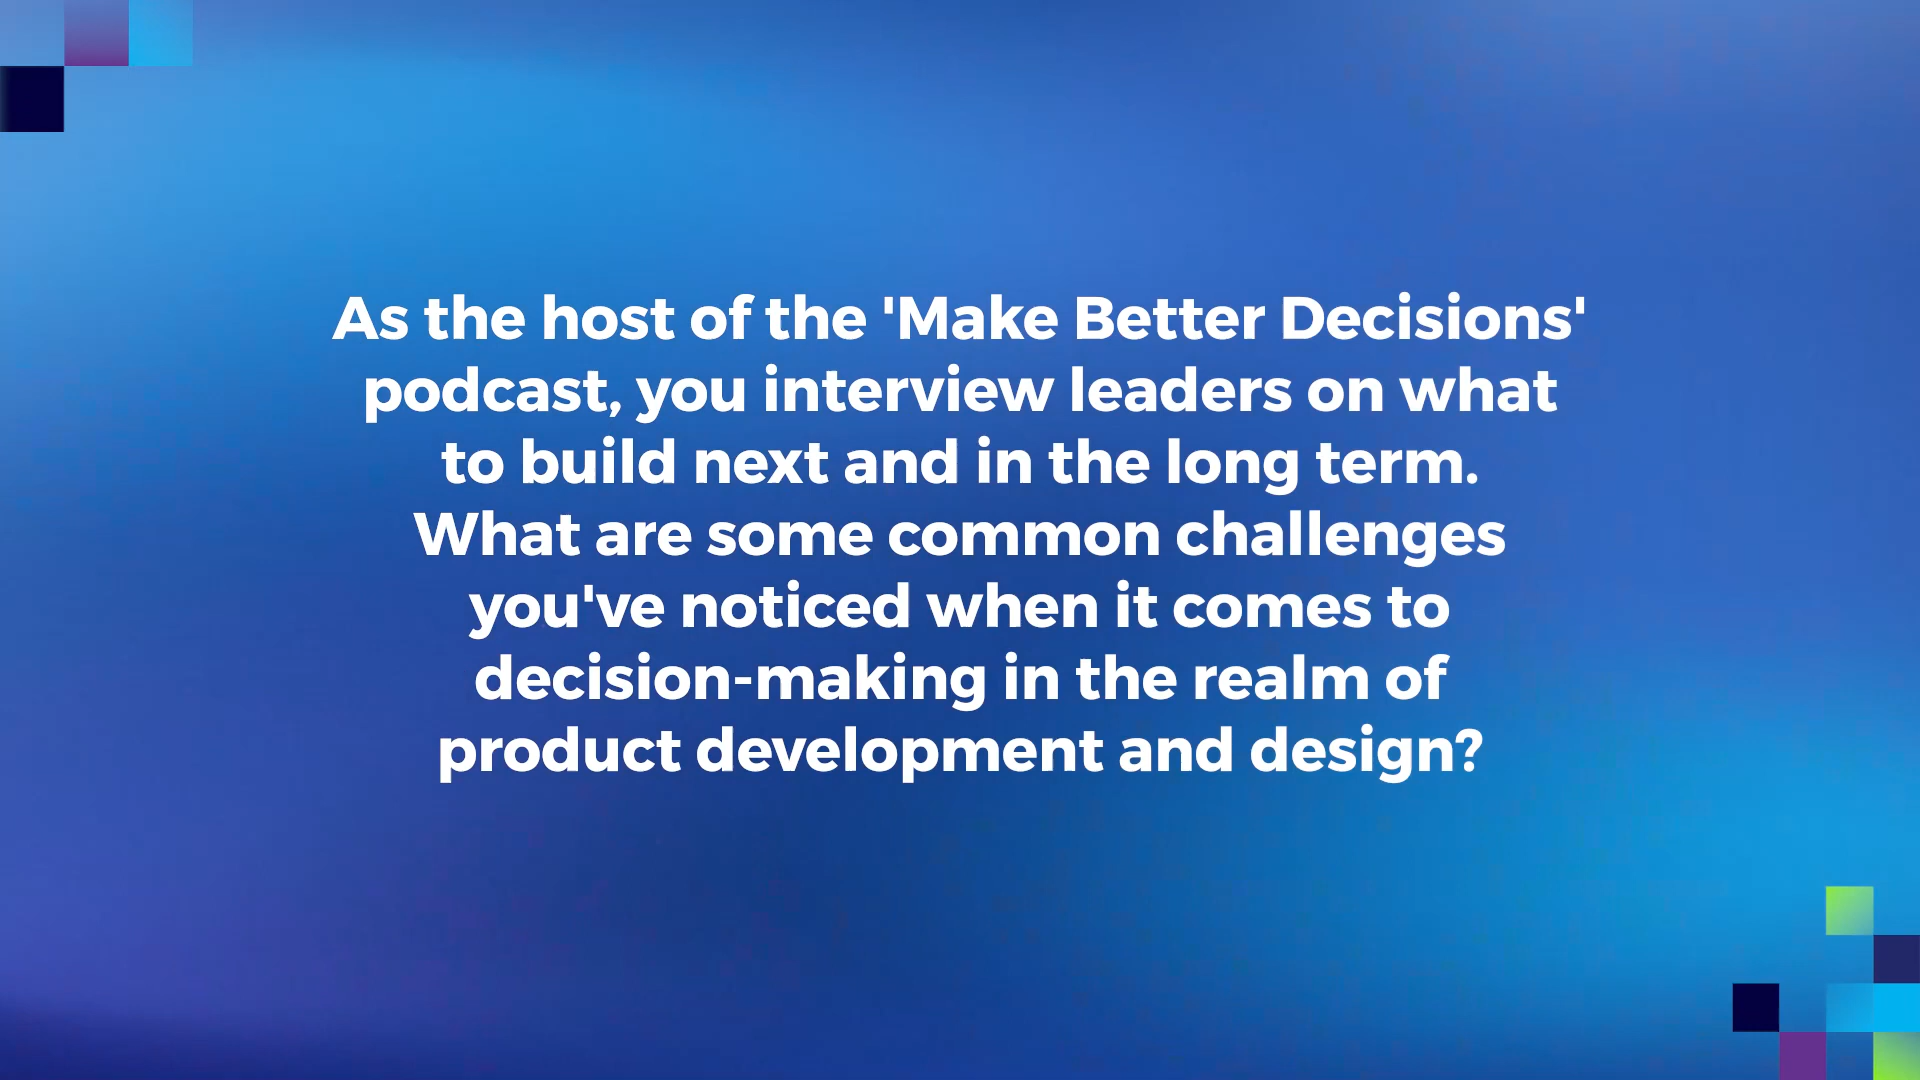 As the host of the 'Make Better Decisions'
podcast, you interview leaders on what
to build next and in the long term.
What are some common challenges
you've noticed when it comes to
decision-making in the realm of
product development and design?